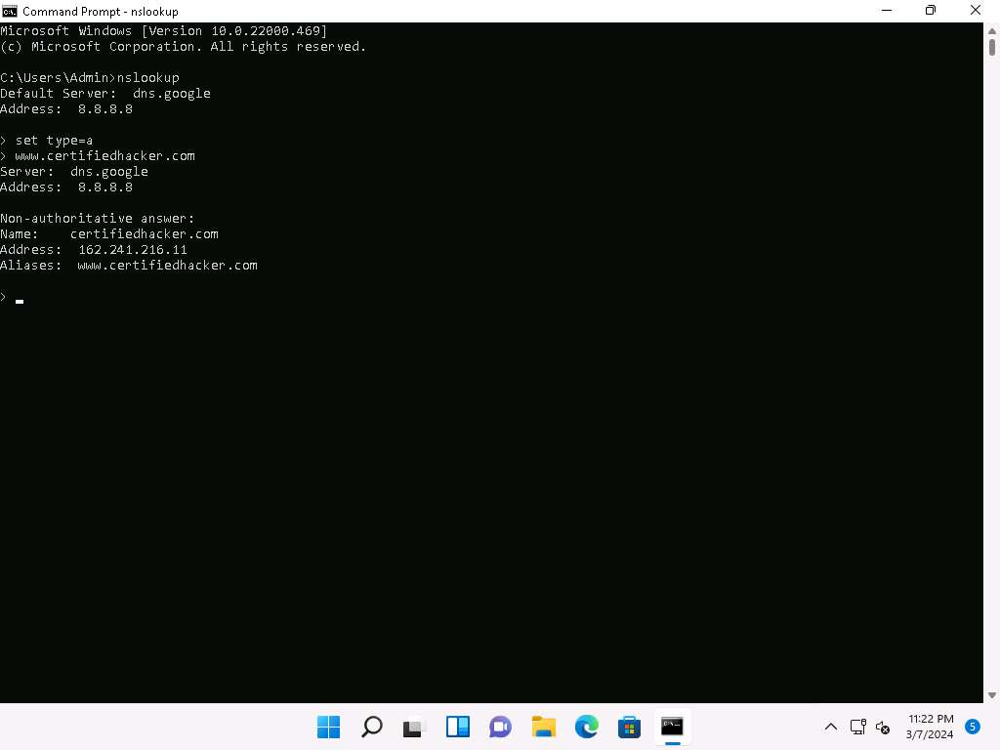 Command Prompt - nslookup
Microsoft Windows [Version 10.0.22000.469]
(c) Microsoft Corporation. All rights reserved.
C:\Users\Admin>nslookup
Default Server:  dns.google
Address:  8.8.8.8
> set type=a
> www.certifiedhacker.com
Server:  dns.google
Address:  8.8.8.8
Non-authoritative answer:
Name:    certifiedhacker.com
Address:  162.241.216.11
Aliases:  www.certifiedhacker.com
>
11:22 PM
3/7/2024
5